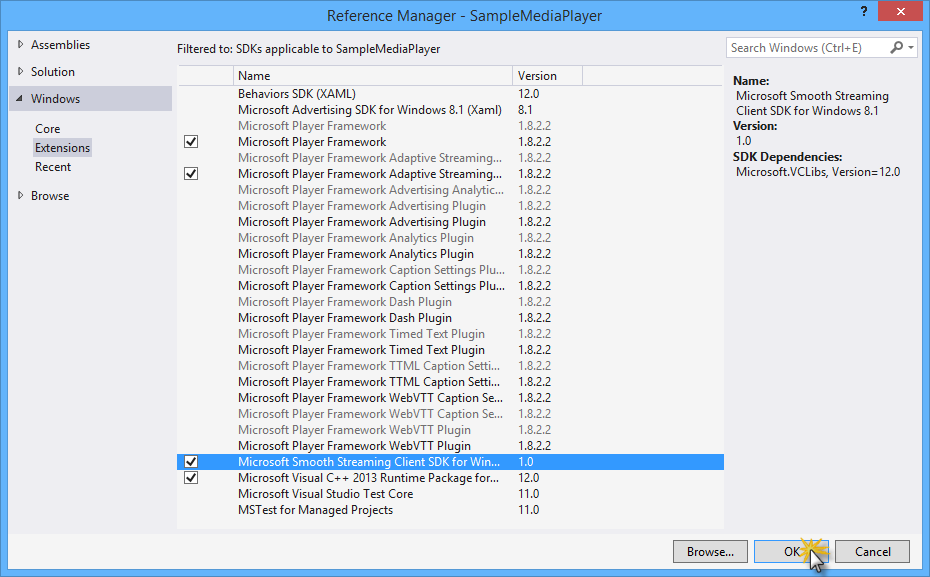 Reference Manager - SampleMediaPlayer
?
Assemblies
Solution
Windows
Core
Extensions
Recent
Browse
Filtered to: SDKs applicable to SampleMediaPlayer
Name Version
Behaviors SDK (XAML) 12.0
Microsoft Advertising SDK for Windows 8.1 (Xaml) 8.1
Microsoft Player Framework 1.8.2.2
Microsoft Player Framework 1.8.2.2
Microsoft Player Framework Adaptive Streaming... 1.8.2.2
Microsoft Player Framework Adaptive Streaming... 1.8.2.2
Microsoft Player Framework Advertising Analytic... 1.8.2.2
Microsoft Player Framework Advertising Plugin 1.8.2.2
Microsoft Player Framework Advertising Plugin 1.8.2.2
Microsoft Player Framework Analytics Plugin 1.8.2.2
Microsoft Player Framework Analytics Plugin 1.8.2.2
Microsoft Player Framework Caption Settings Plu... 1.8.2.2
Microsoft Player Framework Caption Settings Plu... 1.8.2.2
Microsoft Player Framework Dash Plugin 1.8.2.2
Microsoft Player Framework Dash Plugin 1.8.2.2
Microsoft Player Framework Timed Text Plugin 1.8.2.2
Microsoft Player Framework Timed Text Plugin 1.8.2.2
Microsoft Player Framework TTML Caption Setti... 1.8.2.2
Microsoft Player Framework TTML Caption Setti... 1.8.2.2
Microsoft Player Framework WebVTT Caption Se... 1.8.2.2
Microsoft Player Framework WebVTT Caption Se... 1.8.2.2
Microsoft Player Framework WebVTT Plugin 1.8.2.2
Microsoft Player Framework WebVTT Plugin 1.8.2.2
Microsoft Smooth Streaming Client SDK for Win... 1.0
Microsoft Visual C++ 2013 Runtime Package for... 12.0
Microsoft Visual Studio Test Core 11.0
MSTest for Managed Projects 11.0
Search Windows (Ctrl+E)
Name:
Microsoft Smooth Streaming
Client SDK for Windows 8.1
Version:
1.0
SDK Dependencies:
Microsoft.VCLibs, Version=12.0
Browse... OK Cancel